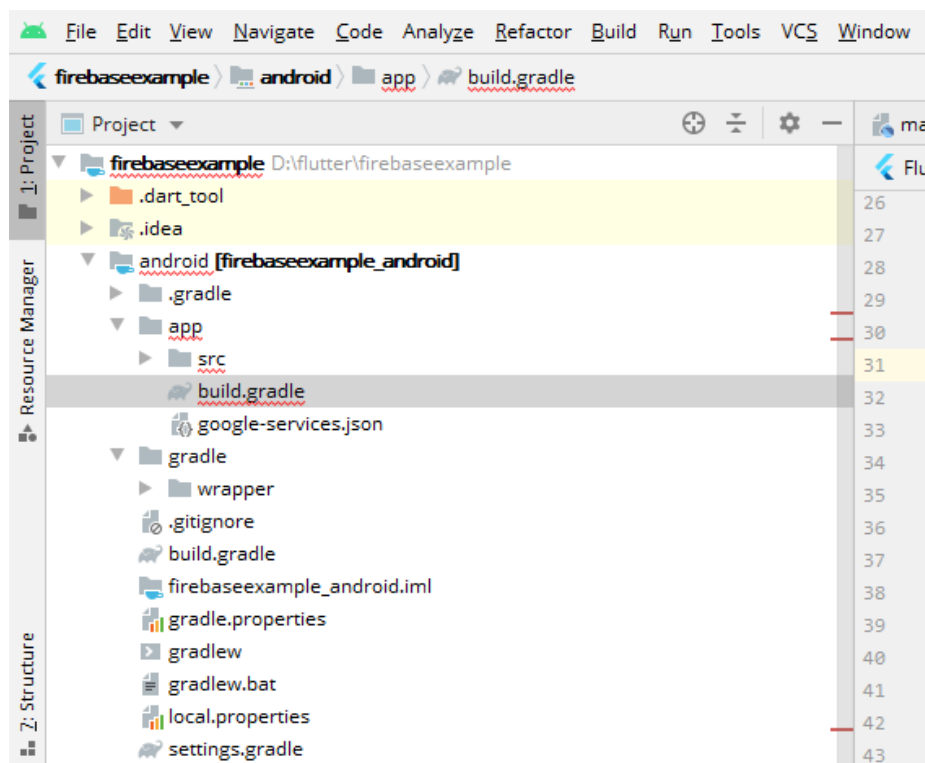 File Edit View Navigate Code Analyze Refactor Build Run Tools VCS Window
firebaseexample android app build.gradle
1: Project
Project
ma
firebaseexample D:\flutter\firebaseexample
Flu
.dart_tool
26
.idea
27
android [firebaseexample_android]
28
.gradle
29
app
30
src
31
build.gradle
32
google-services.json
33
gradle
34
wrapper
35
.gitignore
36
build.gradle
37
firebaseexample_android.iml
38
gradle.properties
39
gradlew
40
gradlew.bat
41
local.properties
42
settings.gradle
43
Resource Manager
7: Structure